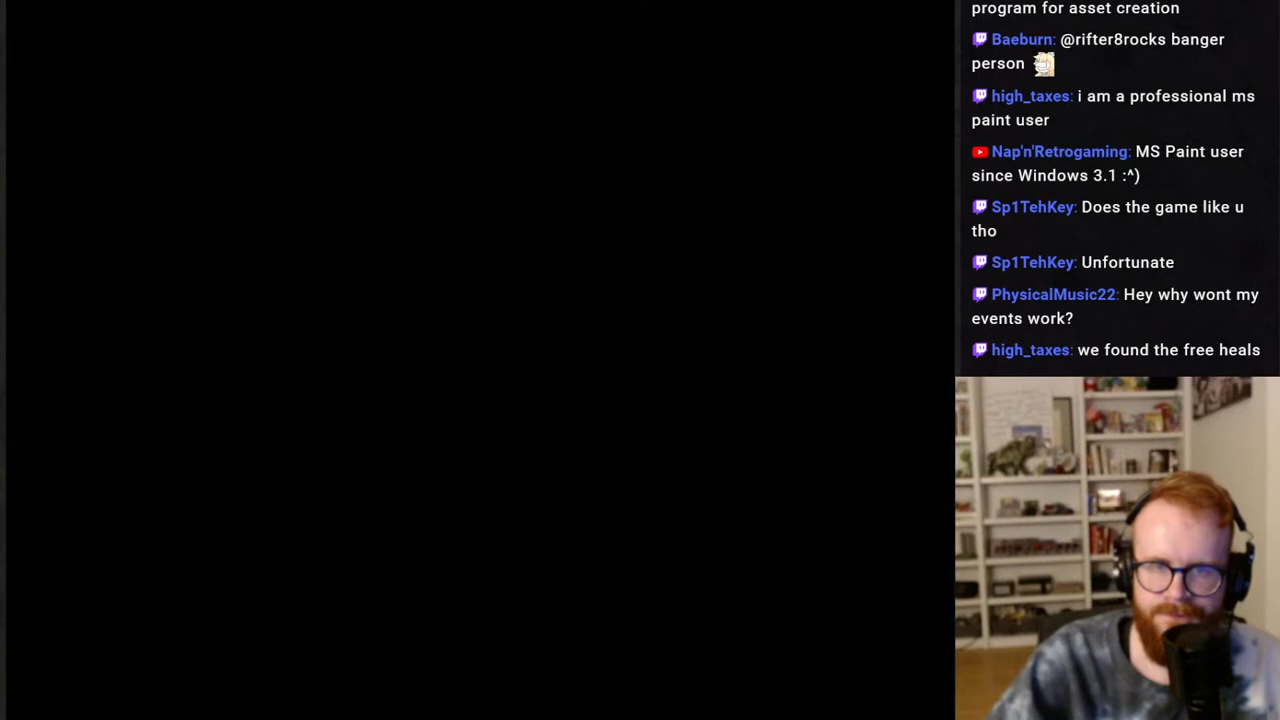 program for asset creation
Baeburn: @rifter8rocks banger
person
high_taxes: i am a professional ms
paint user
Nap'n'Retrogaming: MS Paint user
since Windows 3.1 :^)
Sp1TehKey: Does the game like u
tho
Sp1TehKey: Unfortunate
PhysicalMusic22: Hey why wont my
events work?
high_taxes: we found the free heals